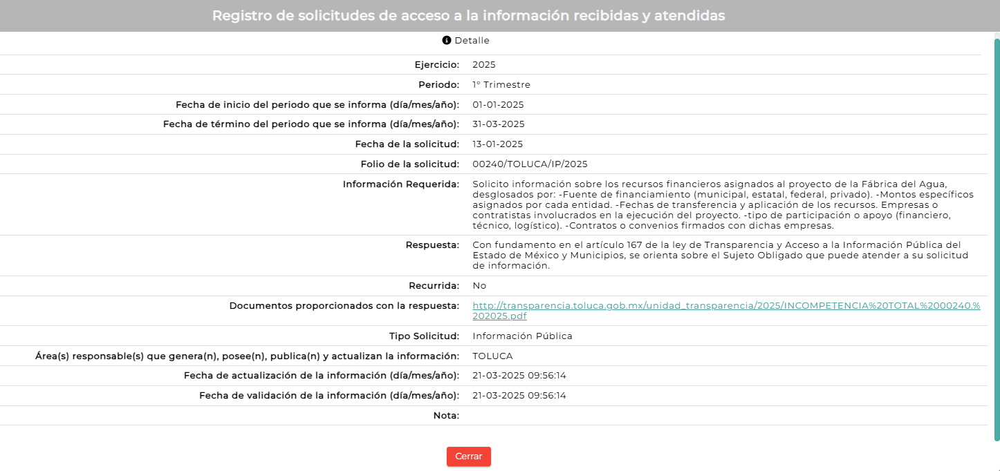 Registro de solicitudes de acceso a la información recibidas y atendidas
Detalle
Ejercicio: 2025
Periodo: 1° Trimestre
Fecha de inicio del periodo que se informa (día/mes/año): 01-01-2025
Fecha de término del periodo que se informa (día/mes/año): 31-03-2025
Fecha de la solicitud: 13-01-2025
Folio de la solicitud: 00240/TOLUCA/IP/2025
Información Requerida: Solicito información sobre los recursos financieros asignados al proyecto de la Fábrica del Agua,
desglosados por: -Fuente de financiamiento (municipal, estatal, federal, privado). -Montos específicos
asignados por cada entidad. -Fechas de transferencia y aplicación de los recursos. Empresas o
contratistas involucrados en la ejecución del proyecto. -tipo de participación o apoyo (financiero,
técnico, logístico). -Contratos o convenios firmados con dichas empresas.
Respuesta: Con fundamento en el artículo 167 de la ley de Transparencia y Acceso a la Información Pública del
Estado de México y Municipios, se orienta sobre el Sujeto Obligado que puede atender a su solicitud
de información.
Recurrida: No
Documentos proporcionados con la respuesta: http://transparencia.toluca.gob.mx/unidad_transparencia/2025/INCOMPETENCIA%20TOTAL%2000240.%
202025.pdf
Tipo Solicitud: Información Pública
Área(s) responsable(s) que genera(n), posee(n), publica(n) y actualizan la información: TOLUCA
Fecha de actualización de la información (día/mes/año): 21-03-2025 09:56:14
Fecha de validación de la información (día/mes/año): 21-03-2025 09:56:14
Nota:
Cerrar